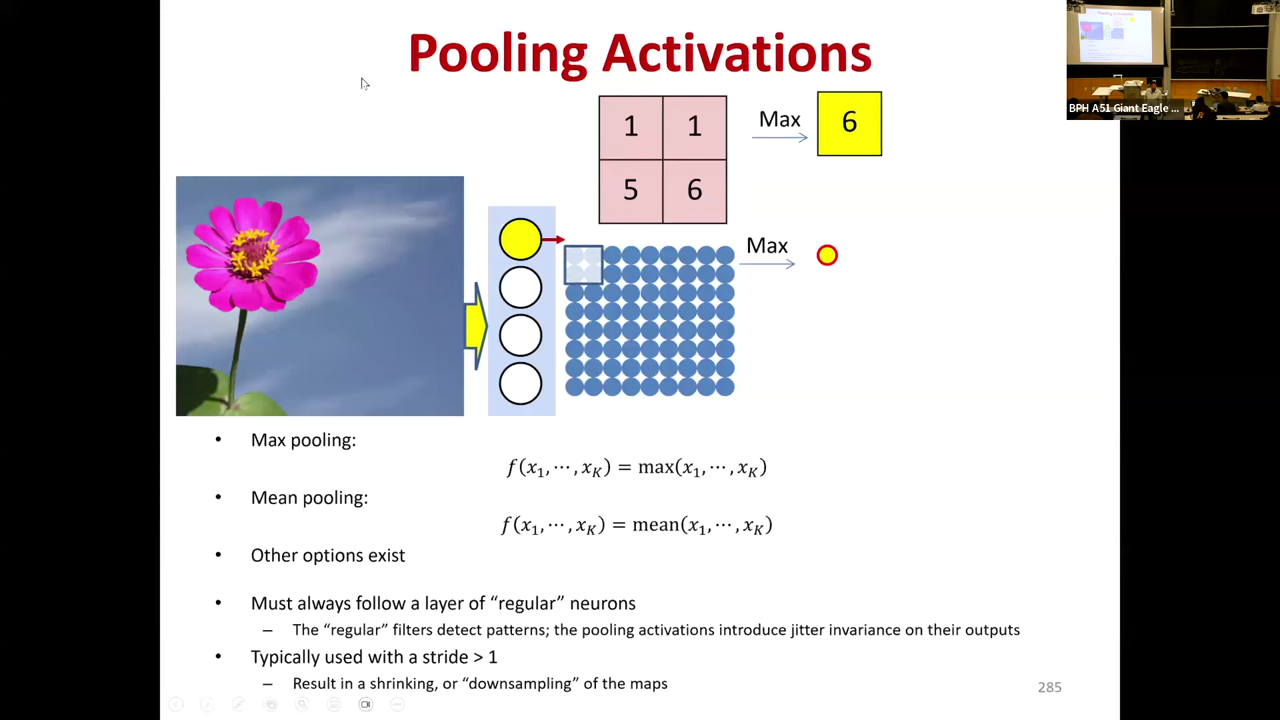 Pooling Activations
1 1
5 6
Max
6
Max
• Max pooling:
f(x₁,⋯,x_K) = max(x₁,⋯,x_K)
• Mean pooling:
f(x₁,⋯,x_K) = mean(x₁,⋯,x_K)
• Other options exist
• Must always follow a layer of “regular” neurons
– The “regular” filters detect patterns; the pooling activations introduce jitter invariance on their outputs
• Typically used with a stride > 1
– Result in a shrinking, or “downsampling” of the maps
285
BPH A51 Giant Eagle ...